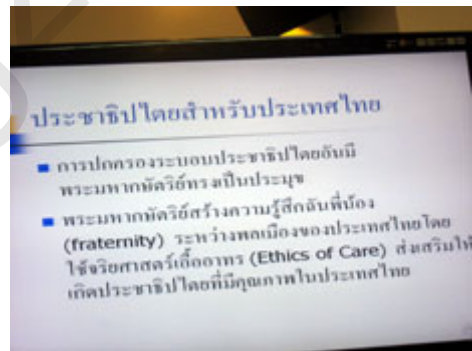 ประชาธิปไตยสำหรับประเทศไทย
การปกครองระบอบประชาธิปไตยอันมี
พระมหากษัตริย์ทรงเป็นประมุข
พระมหากษัตริย์สร้างความรู้สึกฉันพี่น้อง
(fraternity) ระหว่างพลเมืองของประเทศไทยโดย
ใช้จริยศาสตร์เอื้ออาทร (Ethics of Care) ส่งเสริมให้
เกิดประชาธิปไตยที่มีคุณภาพในประเทศไทย